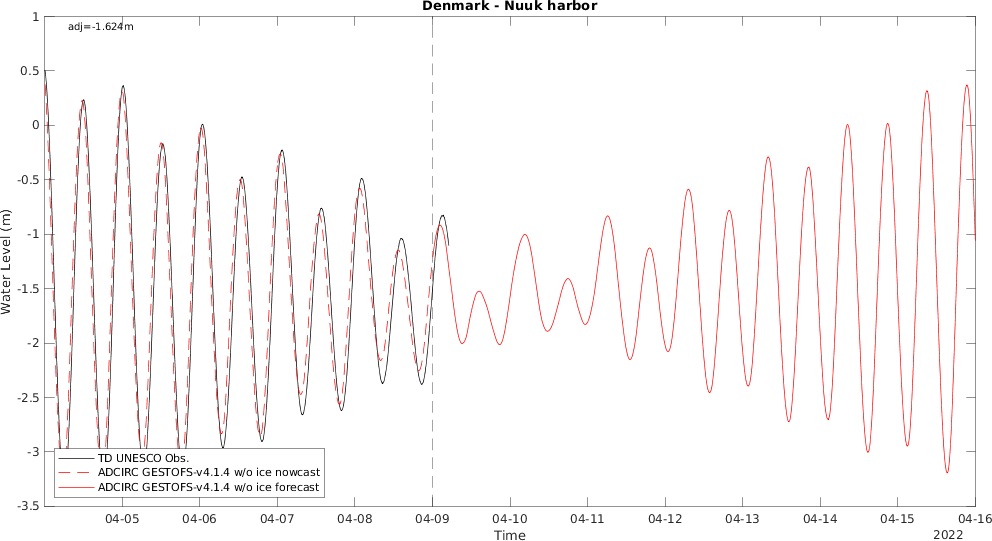 Denmark - Nuuk harbor
adj=-1.624m
Water Level (m)
1
0.5
0
-0.5
-1
-1.5
-2
-2.5
-3
-3.5
TD UNESCO Obs.
ADCIRC GESTOFS-v4.1.4 w/o ice nowcast
ADCIRC GESTOFS-v4.1.4 w/o ice forecast
04-05 04-06 04-07 04-08 04-09 04-10 04-11 04-12 04-13 04-14 04-15 04-16
Time
2022